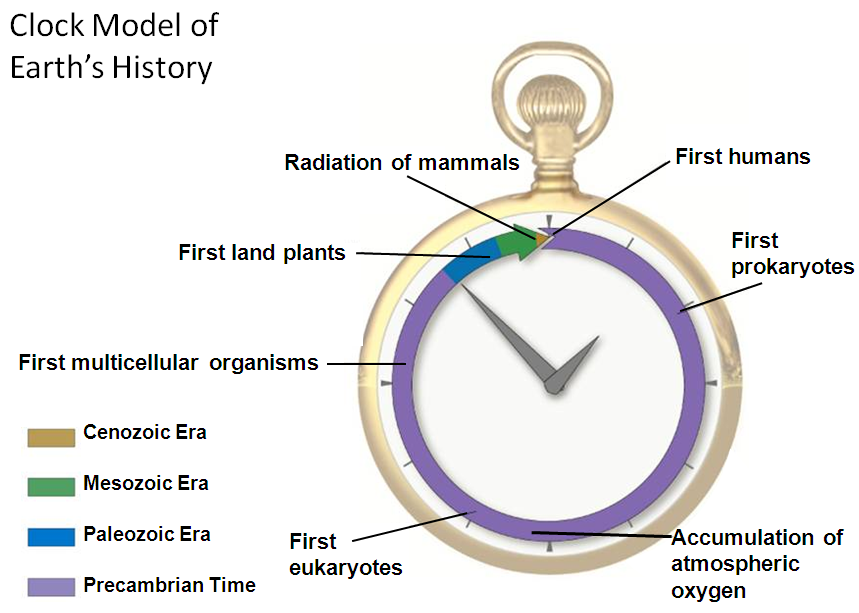 Clock Model of
Earth's History
Radiation of mammals
First humans
First land plants
First
prokaryotes
First multicellular organisms
Cenozoic Era
Mesozoic Era
Paleozoic Era
Precambrian Time
First
eukaryotes
Accumulation of
atmospheric
oxygen